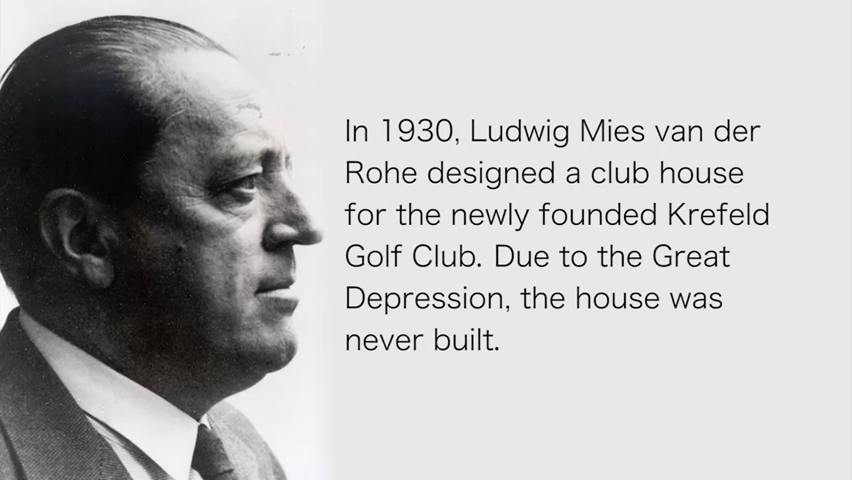 In 1930, Ludwig Mies van der
Rohe designed a club house
for the newly founded Krefeld
Golf Club. Due to the Great
Depression, the house was
never built.